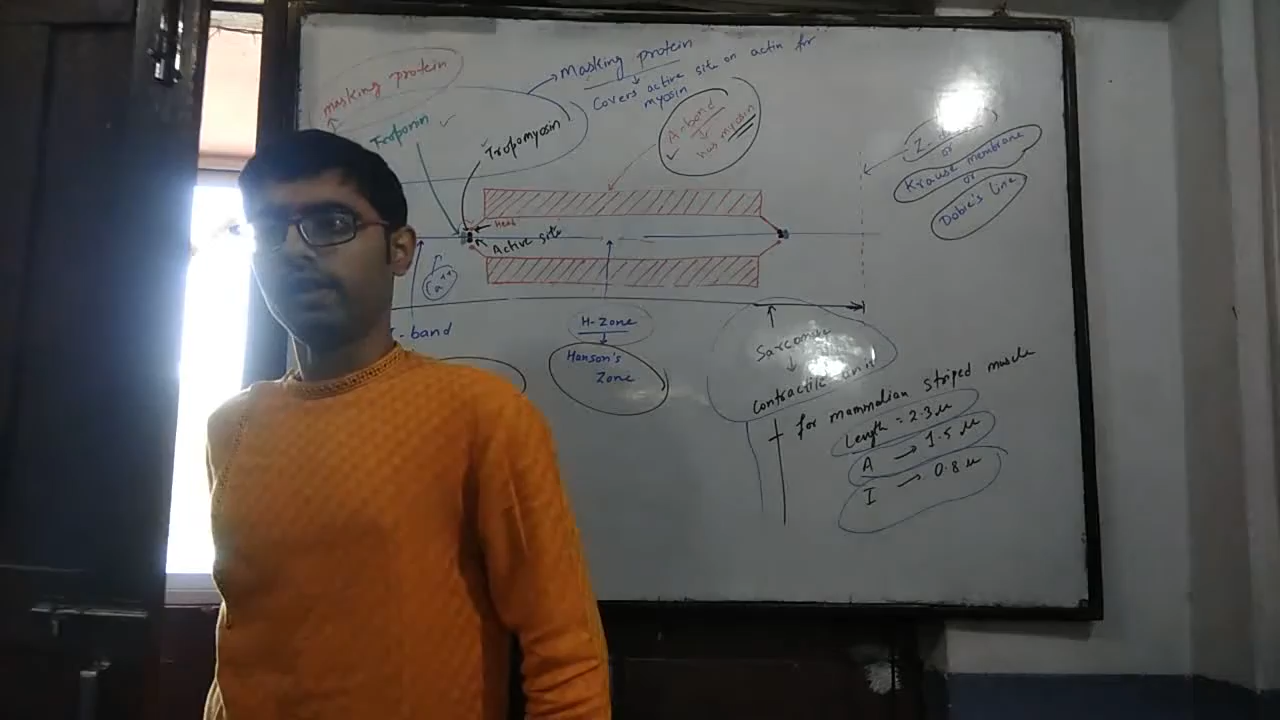 masking protein
Troponin
Tropomyosin
Masking protein
Covers active site on actin for
myosin
A-band
has myosin
Z-
or
Krause membrane
or
Dobie's line
Head
Active site
Ca++
I-band
H-Zone
Hanson's
Zone
Sarcomere
contractile unit
for mammalian striped muscle
Length = 2.3 µ
A → 1.5 µ
I → 0.8 µ